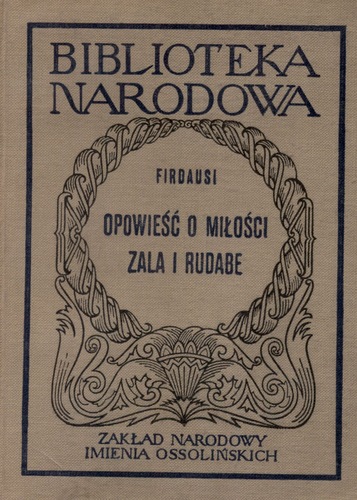 BIBLIOTEKA
NARODOWA
FIRDAUSI
OPOWIEŚĆ O MIŁOŚCI
ZALA I RUDABE
ZAKŁAD NARODOWY
IMIENIA OSSOLIŃSKICH